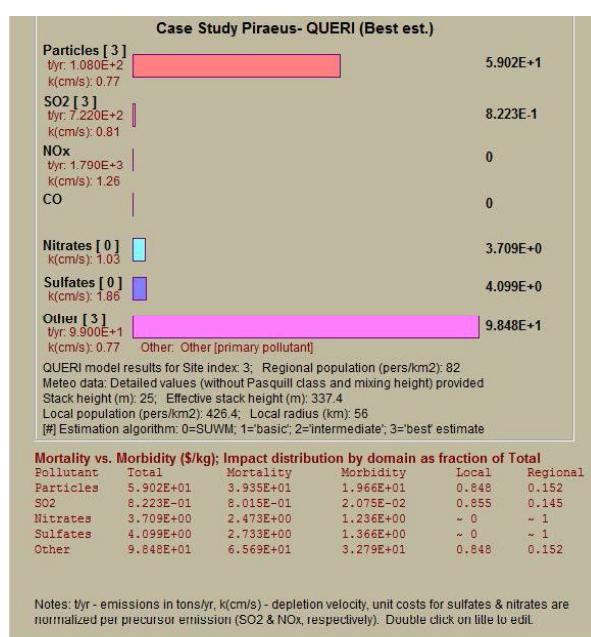 Case Study Piraeus- QUERI (Best est.)
Particles [ 3 ]
t/yr: 1.080E+2
k(cm/s): 0.77
5.902E+1
SO2 [ 3 ]
t/yr: 7.220E+2
k(cm/s): 0.81
8.223E-1
NOx
t/yr: 1.790E+3
k(cm/s): 1.26
0
CO
0
Nitrates [ 0 ]
k(cm/s): 1.03
3.709E+0
Sulfates [ 0 ]
k(cm/s): 1.86
4.099E+0
Other [ 3 ]
t/yr: 9.900E+1
k(cm/s): 0.77
9.848E+1
Other: Other [primary pollutant]
QUERI model results for Site index: 3; Regional population (pers/km2): 82
Meteo data: Detailed values (without Pasquill class and mixing height) provided
Stack height (m): 25; Effective stack height (m): 337.4
Local population (pers/km2): 426.4; Local radius (km): 56
[#] Estimation algorithm: 0=SUWM; 1='basic'; 2='intermediate'; 3='best' estimate
Mortality vs. Morbidity ($/kg); Impact distribution by domain as fraction of Total
Pollutant Total Mortality Morbidity Local Regional
Particles 5.902E+01 3.935E+01 1.966E+01 0.848 0.152
SO2 8.223E-01 8.015E-01 2.075E-02 0.855 0.145
Nitrates 3.709E+00 2.473E+00 1.236E+00 ~ 0 ~ 1
Sulfates 4.099E+00 2.733E+00 1.366E+00 ~ 0 ~ 1
Other 9.848E+01 6.569E+01 3.279E+01 0.848 0.152
Notes: t/yr - emissions in tons/yr, k(cm/s) - depletion velocity, unit costs for sulfates & nitrates are
normalized per precursor emission (SO2 & NOx, respectively). Double click on title to edit.